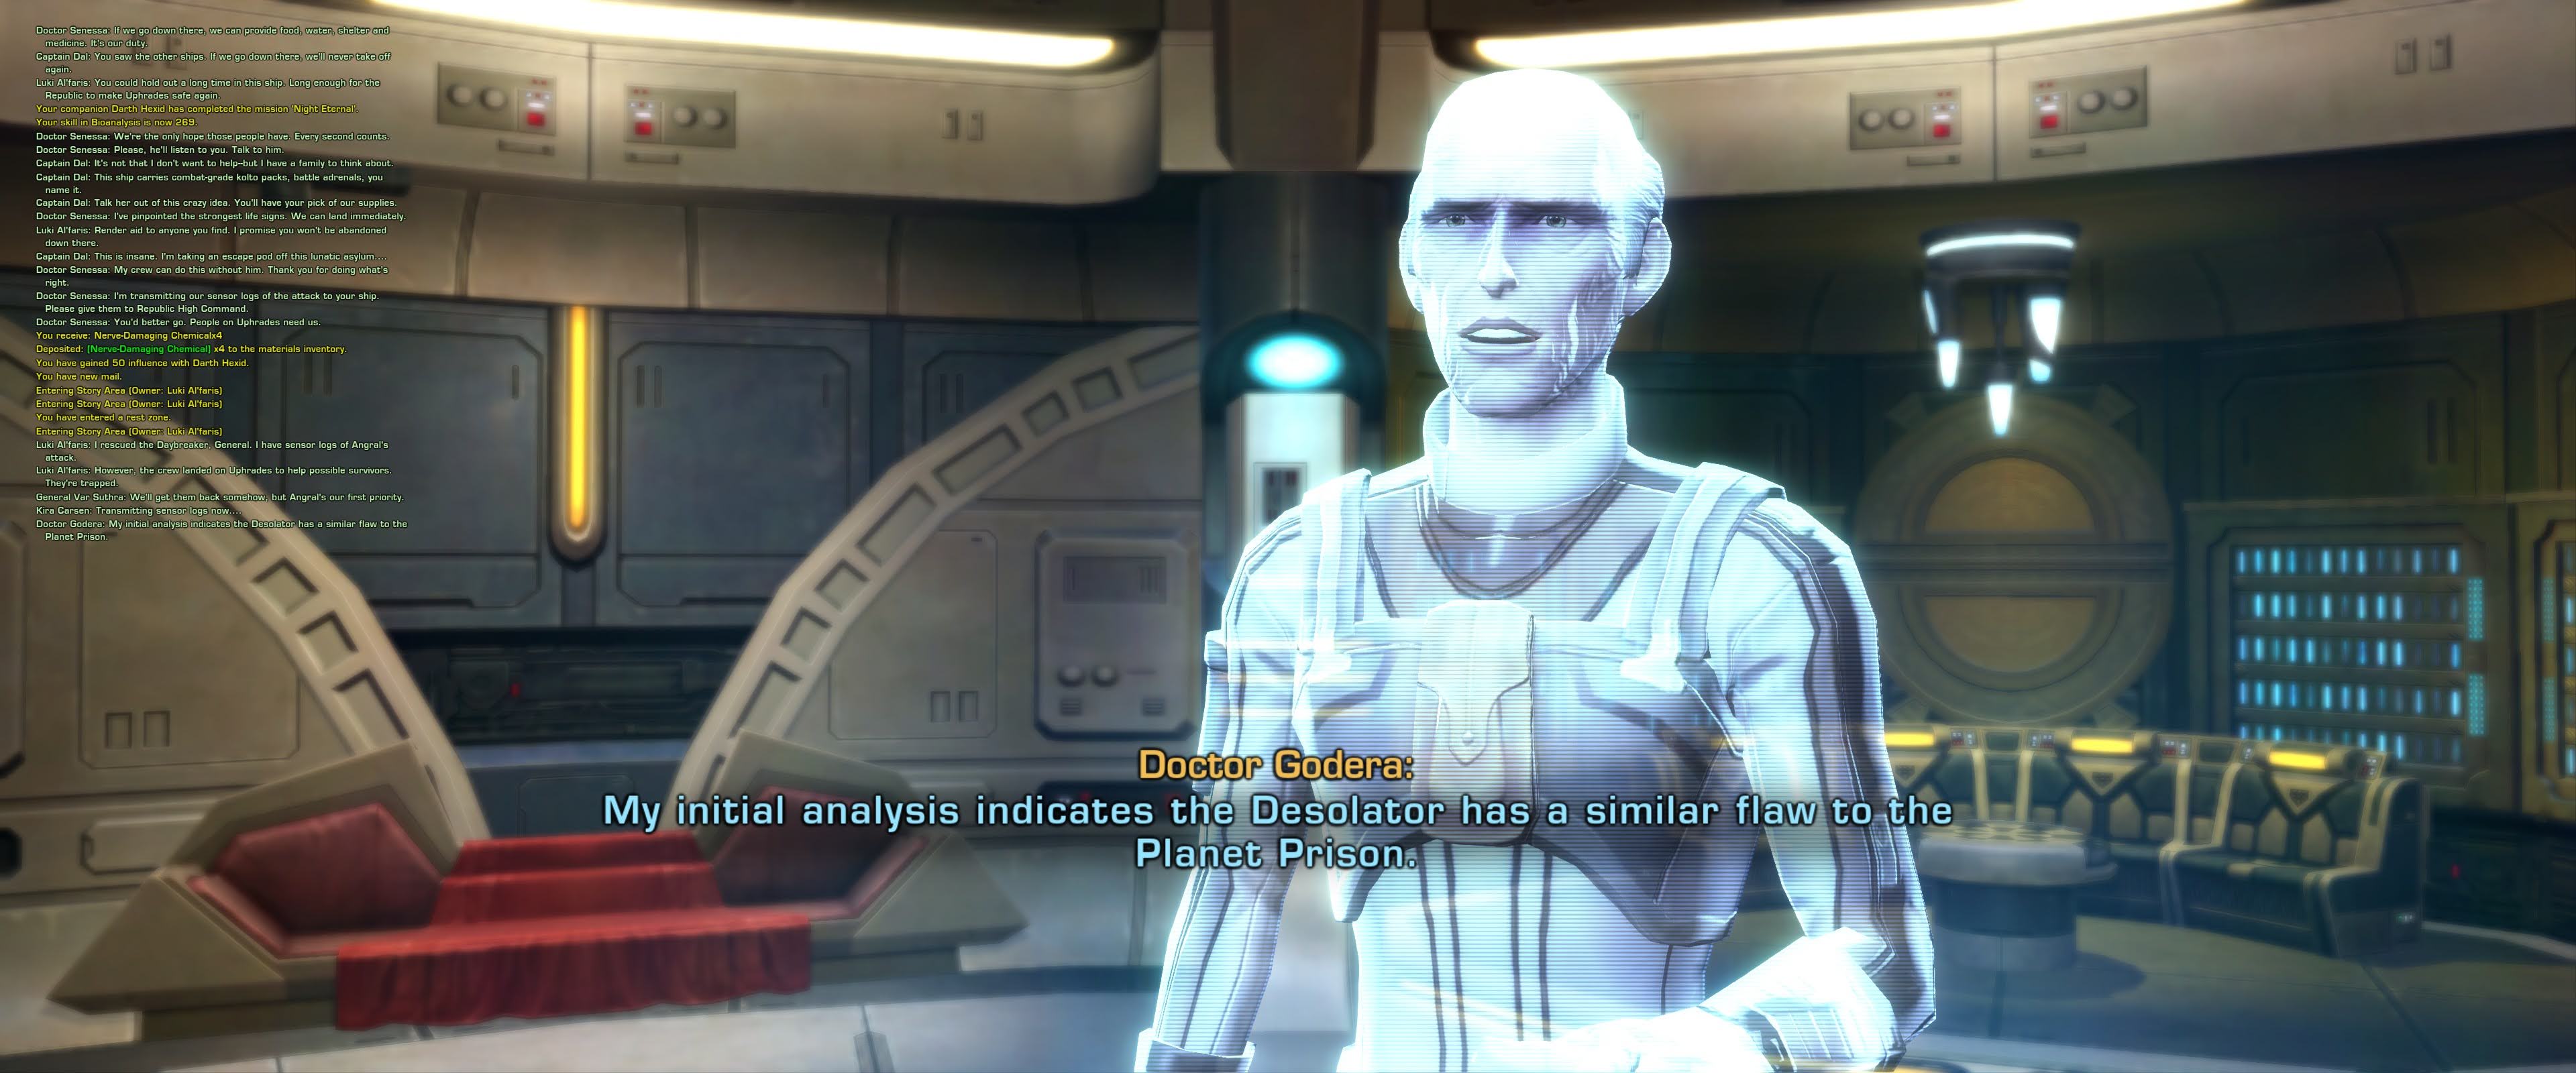 Doctor Senessa: If we go down there, we can provide food, water, shelter and
medicine. It's our duty.
Captain Dal: You saw the other ships. If we go down there, we'll never take off
again.
Luki Al'faris: You could hold out a long time in this ship. Long enough for the
Republic to make Uphrades safe again.
Your companion Darth Hexid has completed the mission 'Night Eternal'.
Your skill in Bioanalysis is now 269.
Doctor Senessa: We're the only hope those people have. Every second counts.
Doctor Senessa: Please, he'll listen to you. Talk to him.
Captain Dal: It's not that I don't want to help--but I have a family to think about.
Captain Dal: This ship carries combat-grade kolto packs, battle adrenals, you
name it.
Captain Dal: Talk her out of this crazy idea. You'll have your pick of our supplies.
Doctor Senessa: I've pinpointed the strongest life signs. We can land immediately.
Luki Al'faris: Render aid to anyone you find. I promise you won't be abandoned
down there.
Captain Dal: This is insane. I'm taking an escape pod off this lunatic asylum....
Doctor Senessa: My crew can do this without him. Thank you for doing what's
right.
Doctor Senessa: I'm transmitting our sensor logs of the attack to your ship.
Please give them to Republic High Command.
Doctor Senessa: You'd better go. People on Uphrades need us.
You receive: Nerve-Damaging Chemicalx4
Deposited: [Nerve-Damaging Chemical] x4 to the materials inventory.
You have gained 50 influence with Darth Hexid.
You have new mail.
Entering Story Area (Owner: Luki Al'faris)
Entering Story Area (Owner: Luki Al'faris)
You have entered a rest zone.
Entering Story Area (Owner: Luki Al'faris)
Luki Al'faris: I rescued the Daybreaker, General. I have sensor logs of Angral's
attack.
Luki Al'faris: However, the crew landed on Uphrades to help possible survivors.
They're trapped.
General Var Suthra: We'll get them back somehow, but Angral's our first priority.
Kira Carsen: Transmitting sensor logs now....
Doctor Godera: My initial analysis indicates the Desolator has a similar flaw to the
Planet Prison.
Doctor Godera:
My initial analysis indicates the Desolator has a similar flaw to the
Planet Prison.